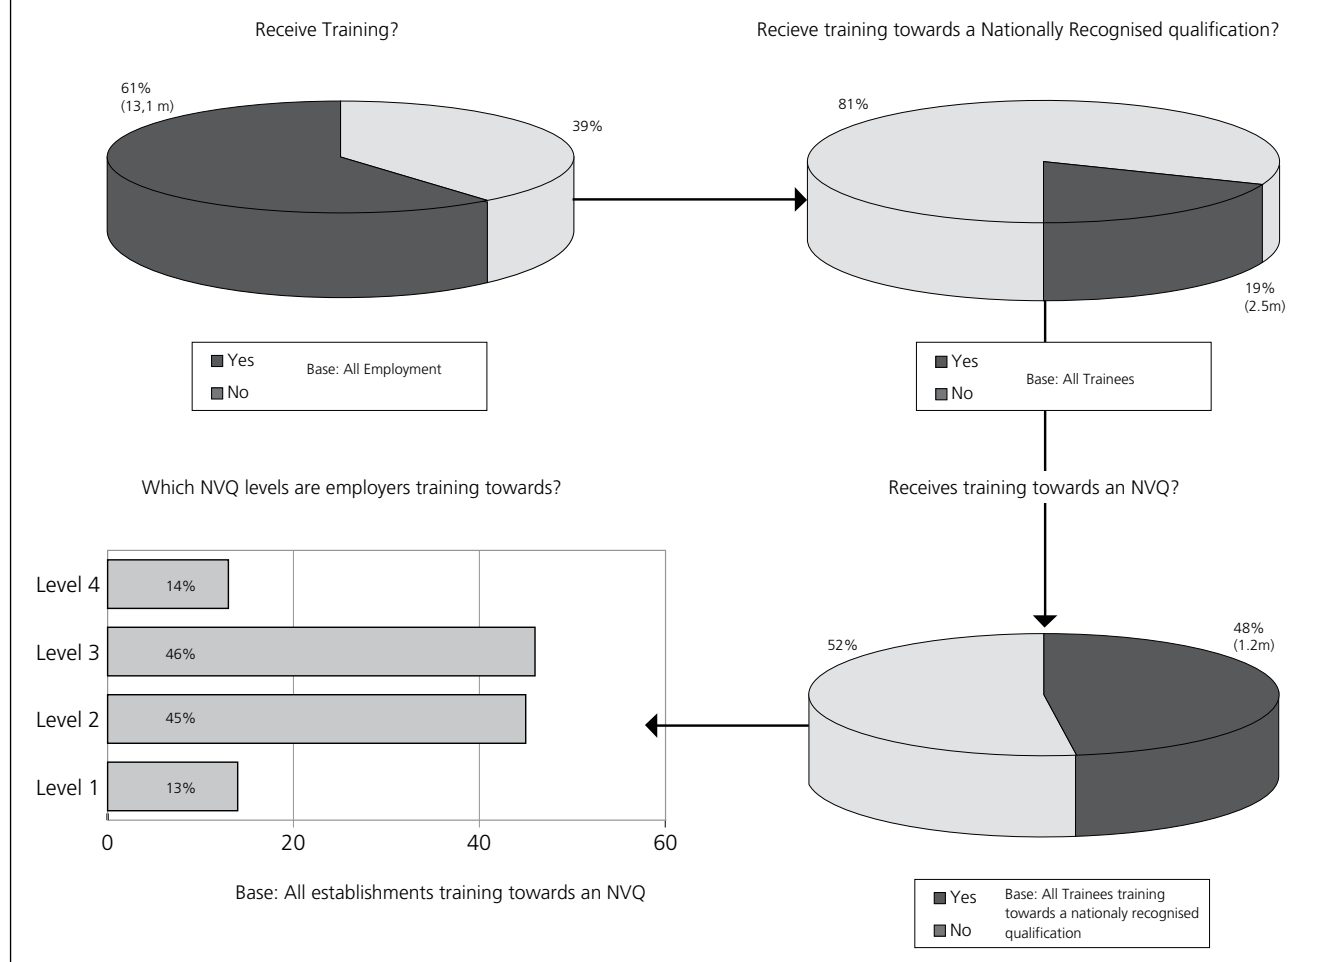 Receive Training?
61%
(13,1 m)
39%
Yes
No
Base: All Employment
Recieve training towards a Nationally Recognised qualification?
81%
19%
(2.5m)
Yes
No
Base: All Trainees
Which NVQ levels are employers training towards?
Level 4
14%
Level 3
46%
Level 2
45%
Level 1
13%
0
20
40
60
Base: All establishments training towards an NVQ
Receives training towards an NVQ?
52%
48%
(1.2m)
Yes
No
Base: All Trainees training
towards a nationaly recognised
qualification